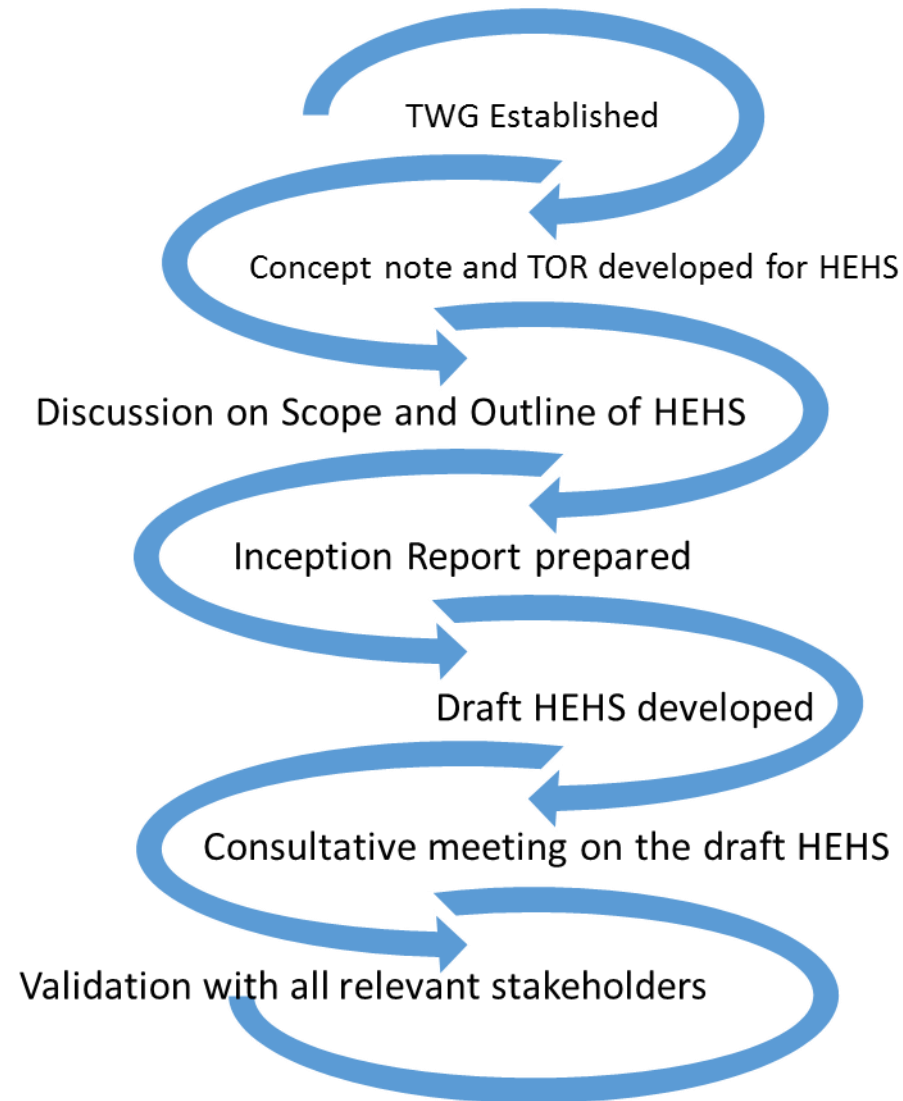 TWG Established
Concept note and TOR developed for HEHS
Discussion on Scope and Outline of HEHS
Inception Report prepared
Draft HEHS developed
Consultative meeting on the draft HEHS
Validation with all relevant stakeholders